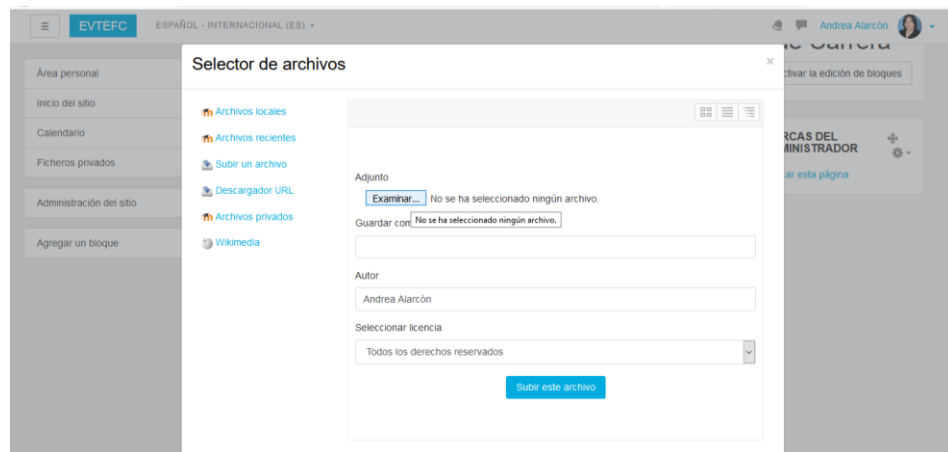 EVTEFC ESPAÑOL - INTERNACIONAL (ES) Andrea Alarcòn
Área personal
Inicio del sitio
Calendario
Ficheros privados
Administración del sitio
Agregar un bloque
Selector de archivos ×
Archivos locales
Archivos recientes
Subir un archivo
Descargador URL
Archivos privados
Wikimedia
Adjunto
Examinar... No se ha seleccionado ningún archivo.
No se ha seleccionado ningún archivo.
Guardar com
Autor
Andrea Alarcòn
Seleccionar licencia
Todos los derechos reservados
Subir este archivo
ctivar la edición de bloques
RCAS DEL
MINISTRADOR
ar esta página